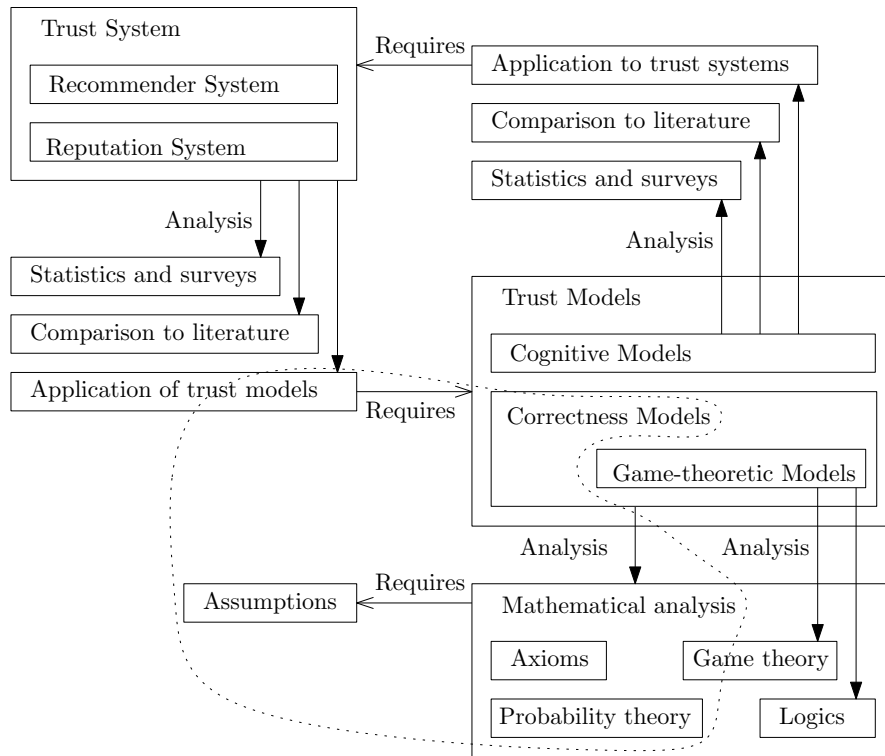 Trust System
Requires
Recommender System
Application to trust systems
Comparison to literature
Reputation System
Statistics and surveys
Analysis
Analysis
Statistics and surveys
Trust Models
Comparison to literature
Cognitive Models
Application of trust models
Requires
Correctness Models
Game-theoretic Models
Analysis
Analysis
Requires
Assumptions
Mathematical analysis
Axioms
Game theory
Probability theory
Logics